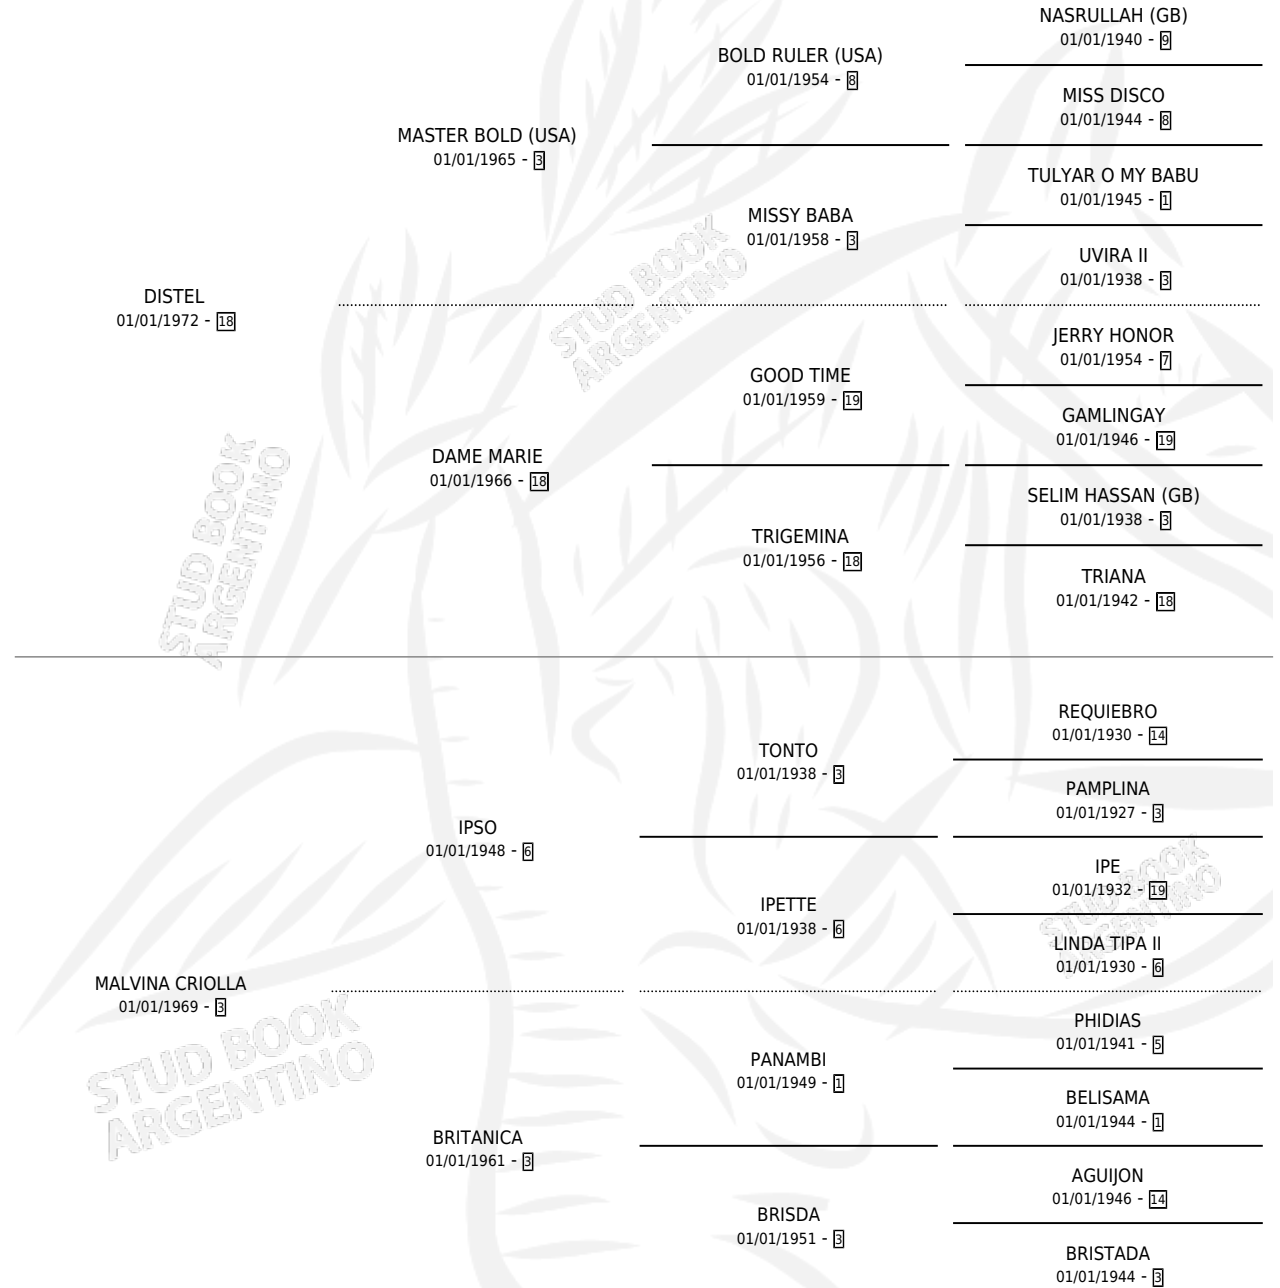 NASRULLAH (GB)
01/01/1940 - 9
BOLD RULER (USA)
01/01/1954 - 8
MISS DISCO
01/01/1944 - 8
MASTER BOLD (USA)
01/01/1965 - 3
TULYAR O MY BABU
01/01/1945 - 1
MISSY BABA
01/01/1958 - 3
UVIRA II
01/01/1938 - 3
DISTEL
01/01/1972 - 18
JERRY HONOR
01/01/1954 - 7
GOOD TIME
01/01/1959 - 19
GAMLINGAY
01/01/1946 - 19
DAME MARIE
01/01/1966 - 18
SELIM HASSAN (GB)
01/01/1938 - 3
TRIGEMINA
01/01/1956 - 18
TRIANA
01/01/1942 - 18
REQUIEBRO
01/01/1930 - 14
TONTO
01/01/1938 - 3
PAMPLINA
01/01/1927 - 3
IPSO
01/01/1948 - 6
IPE
01/01/1932 - 19
IPETTE
01/01/1938 - 6
LINDA TIPA II
01/01/1930 - 6
MALVINA CRIOLLA
01/01/1969 - 3
PHIDIAS
01/01/1941 - 5
PANAMBI
01/01/1949 - 1
BELISAMA
01/01/1944 - 1
BRITANICA
01/01/1961 - 3
AGUIJON
01/01/1946 - 14
BRISDA
01/01/1951 - 3
BRISTADA
01/01/1944 - 3
STUD BOOK
ARGENTINO
STUD BOOK
ARGENTINO
STUD BOOK
ARGENTINO
STUD BOOK
ARGENTINO